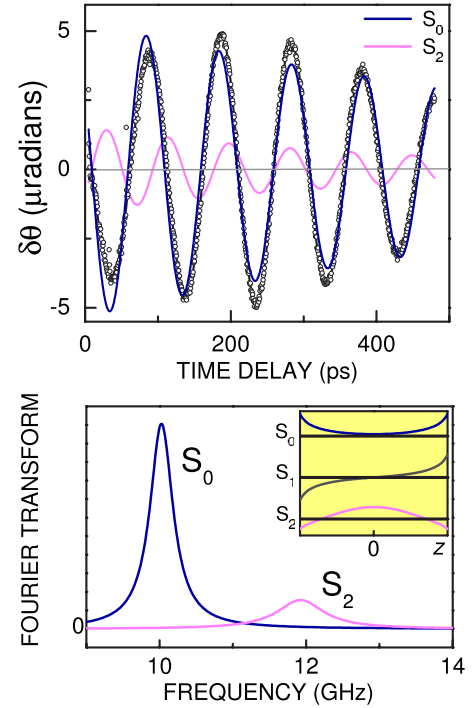 5
0
-5
δθ (μradians)
S0
S2
0 200 400
TIME DELAY (ps)
FOURIER TRANSFORM
0
S0
S2
S0
S1
S2
0 z
10 12 14
FREQUENCY (GHz)